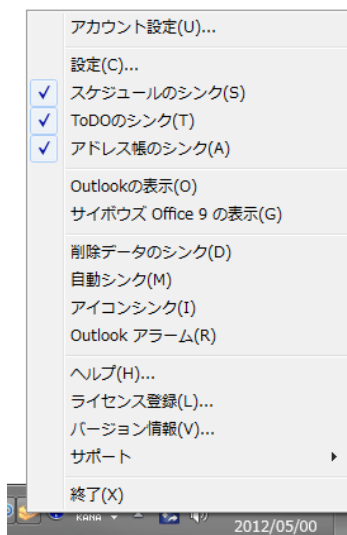 アカウント設定(U)...
設定(C)...
スケジュールのシンク(S)
ToDOのシンク(T)
アドレス帳のシンク(A)
Outlookの表示(O)
サイボウズ Office 9 の表示(G)
削除データのシンク(D)
自動シンク(M)
アイコンシンク(I)
Outlook アラーム(R)
ヘルプ(H)...
ライセンス登録(L)...
バージョン情報(V)...
サポート
終了(X)
KANA
2012/05/00